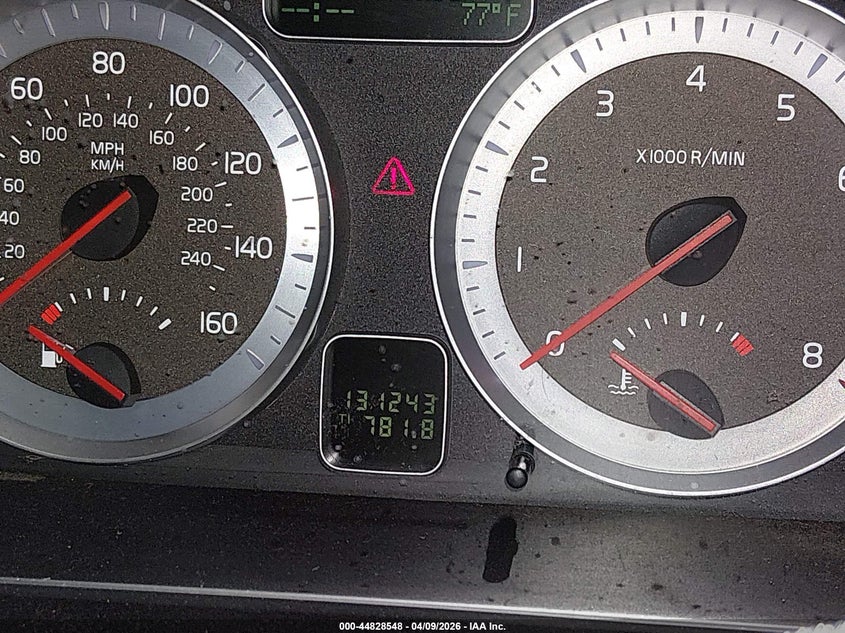 --:-- 77°F
60 80 100 120 140 160
MPH
KM/H
20 40 60 80 100 120 140 160 180 200 220 240
0 1 2 3 4 5 6 8
X1000 R/MIN
131243
T1 781.8
000-44828548 - 04/09/2026 - IAA Inc.